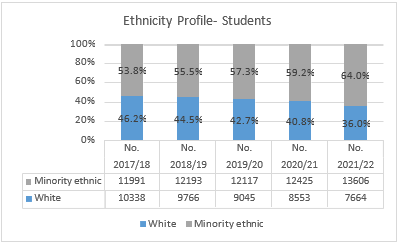 Ethnicity Profile- Students
100%
80%
60%
40%
20%
0%
53.8% 55.5% 57.3% 59.2% 64.0%
46.2% 44.5% 42.7% 40.8% 36.0%
No. No. No. No. No.
2017/18 2018/19 2019/20 2020/21 2021/22
Minority ethnic 11991 12193 12117 12425 13606
White 10338 9766 9045 8553 7664
White Minority ethnic